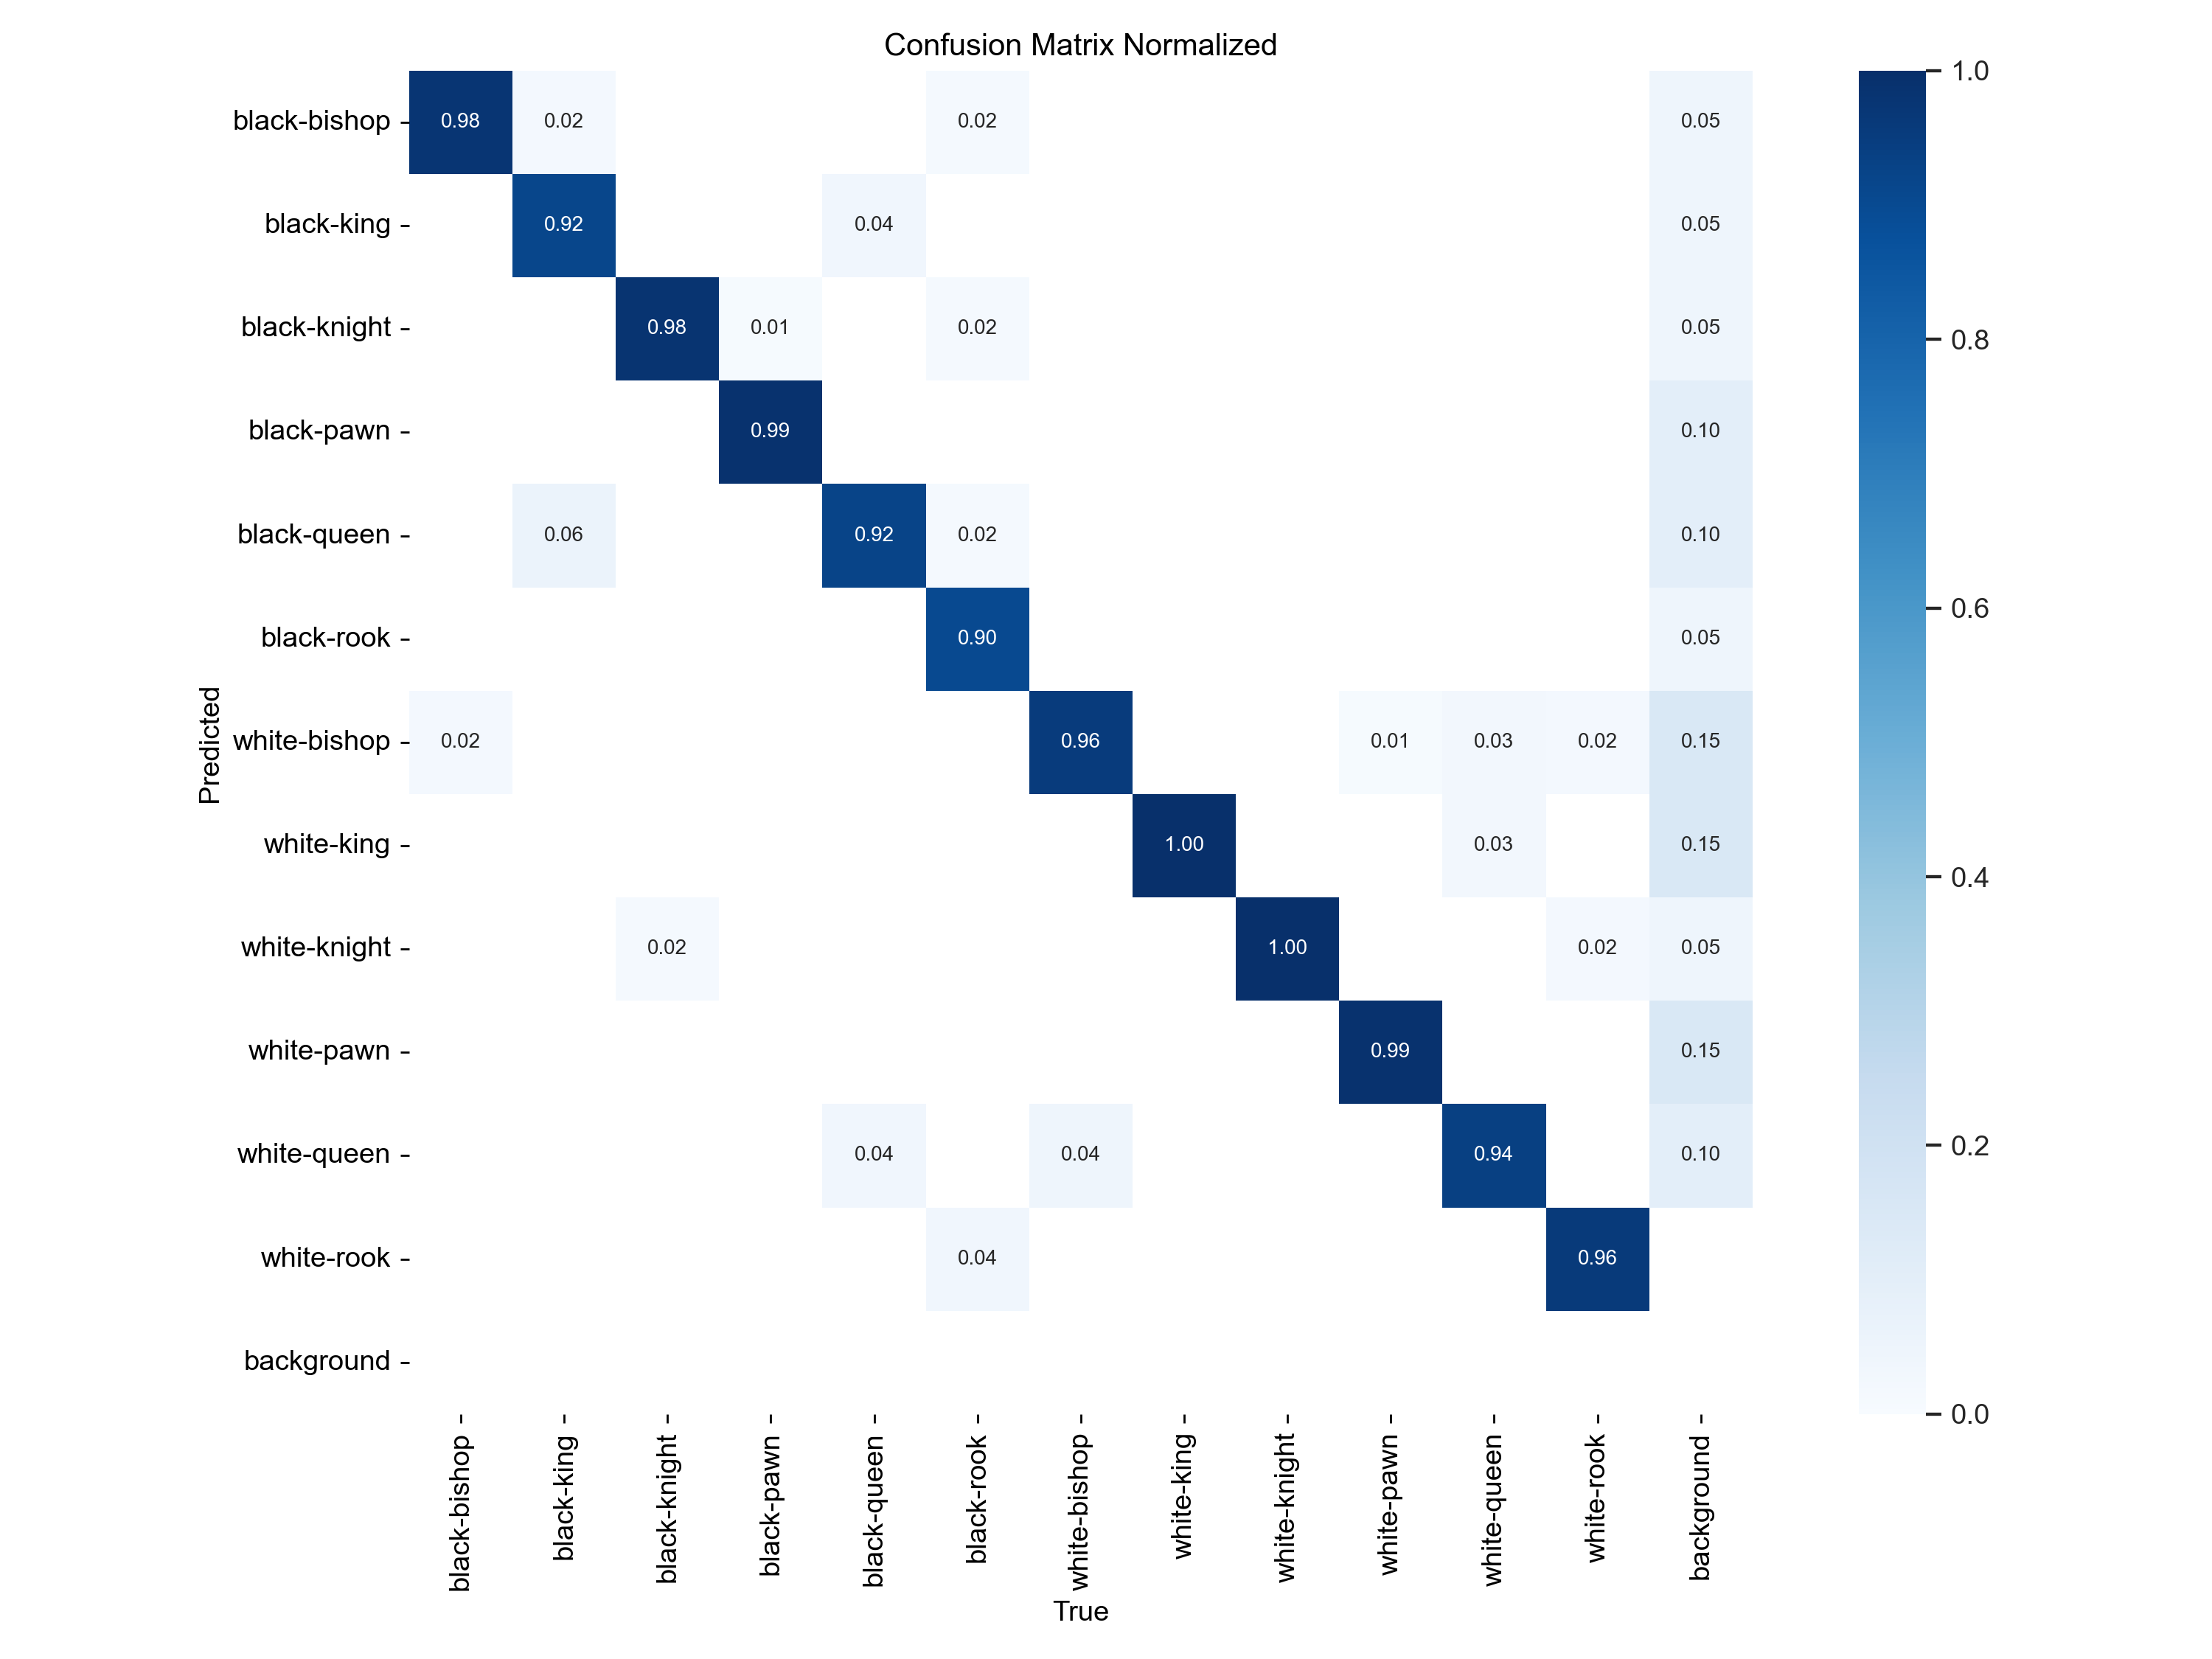 Confusion Matrix Normalized
black-bishop 0.98 0.02 0.02 0.05
black-king 0.92 0.04 0.05
black-knight 0.98 0.01 0.02 0.05
black-pawn 0.99 0.10
black-queen 0.06 0.92 0.02 0.10
black-rook 0.90 0.05
white-bishop 0.02 0.96 0.01 0.03 0.02 0.15
white-king 1.00 0.03 0.15
white-knight 0.02 1.00 0.02 0.05
white-pawn 0.99 0.15
white-queen 0.04 0.04 0.94 0.10
white-rook 0.04 0.96
background
Predicted
black-bishop
black-king
black-knight
black-pawn
black-queen
black-rook
white-bishop
white-king
white-knight
white-pawn
white-queen
white-rook
background
True
1.0
0.8
0.6
0.4
0.2
0.0